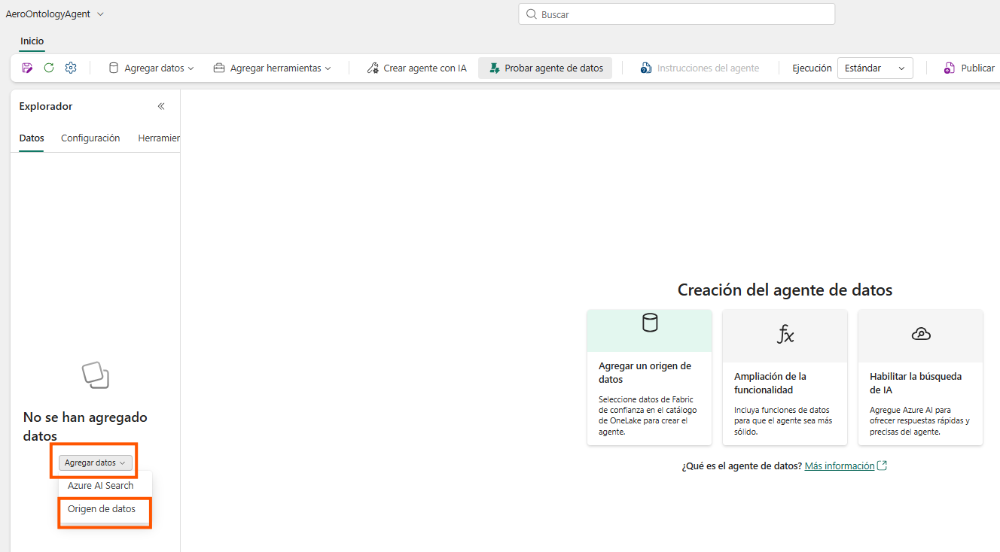 AeroOntologyAgent
Buscar
Inicio
Agregar datos
Agregar herramientas
Crear agente con IA
Probar agente de datos
Instrucciones del agente
Ejecución
Estándar
Publicar
Explorador
Datos
Configuración
Herramier
No se han agregado
datos
Agregar datos
Azure AI Search
Origen de datos
Creación del agente de datos
Agregar un origen de
datos
Seleccione datos de Fabric
de confianza en el catálogo
de OneLake para crear el
agente.
Ampliación de la
funcionalidad
Incluya funciones de datos
para que el agente sea más
sólido.
Habilitar la búsqueda
de IA
Agregue Azure AI para
ofrecer respuestas rápidas y
precisas del agente.
¿Qué es el agente de datos? Más información